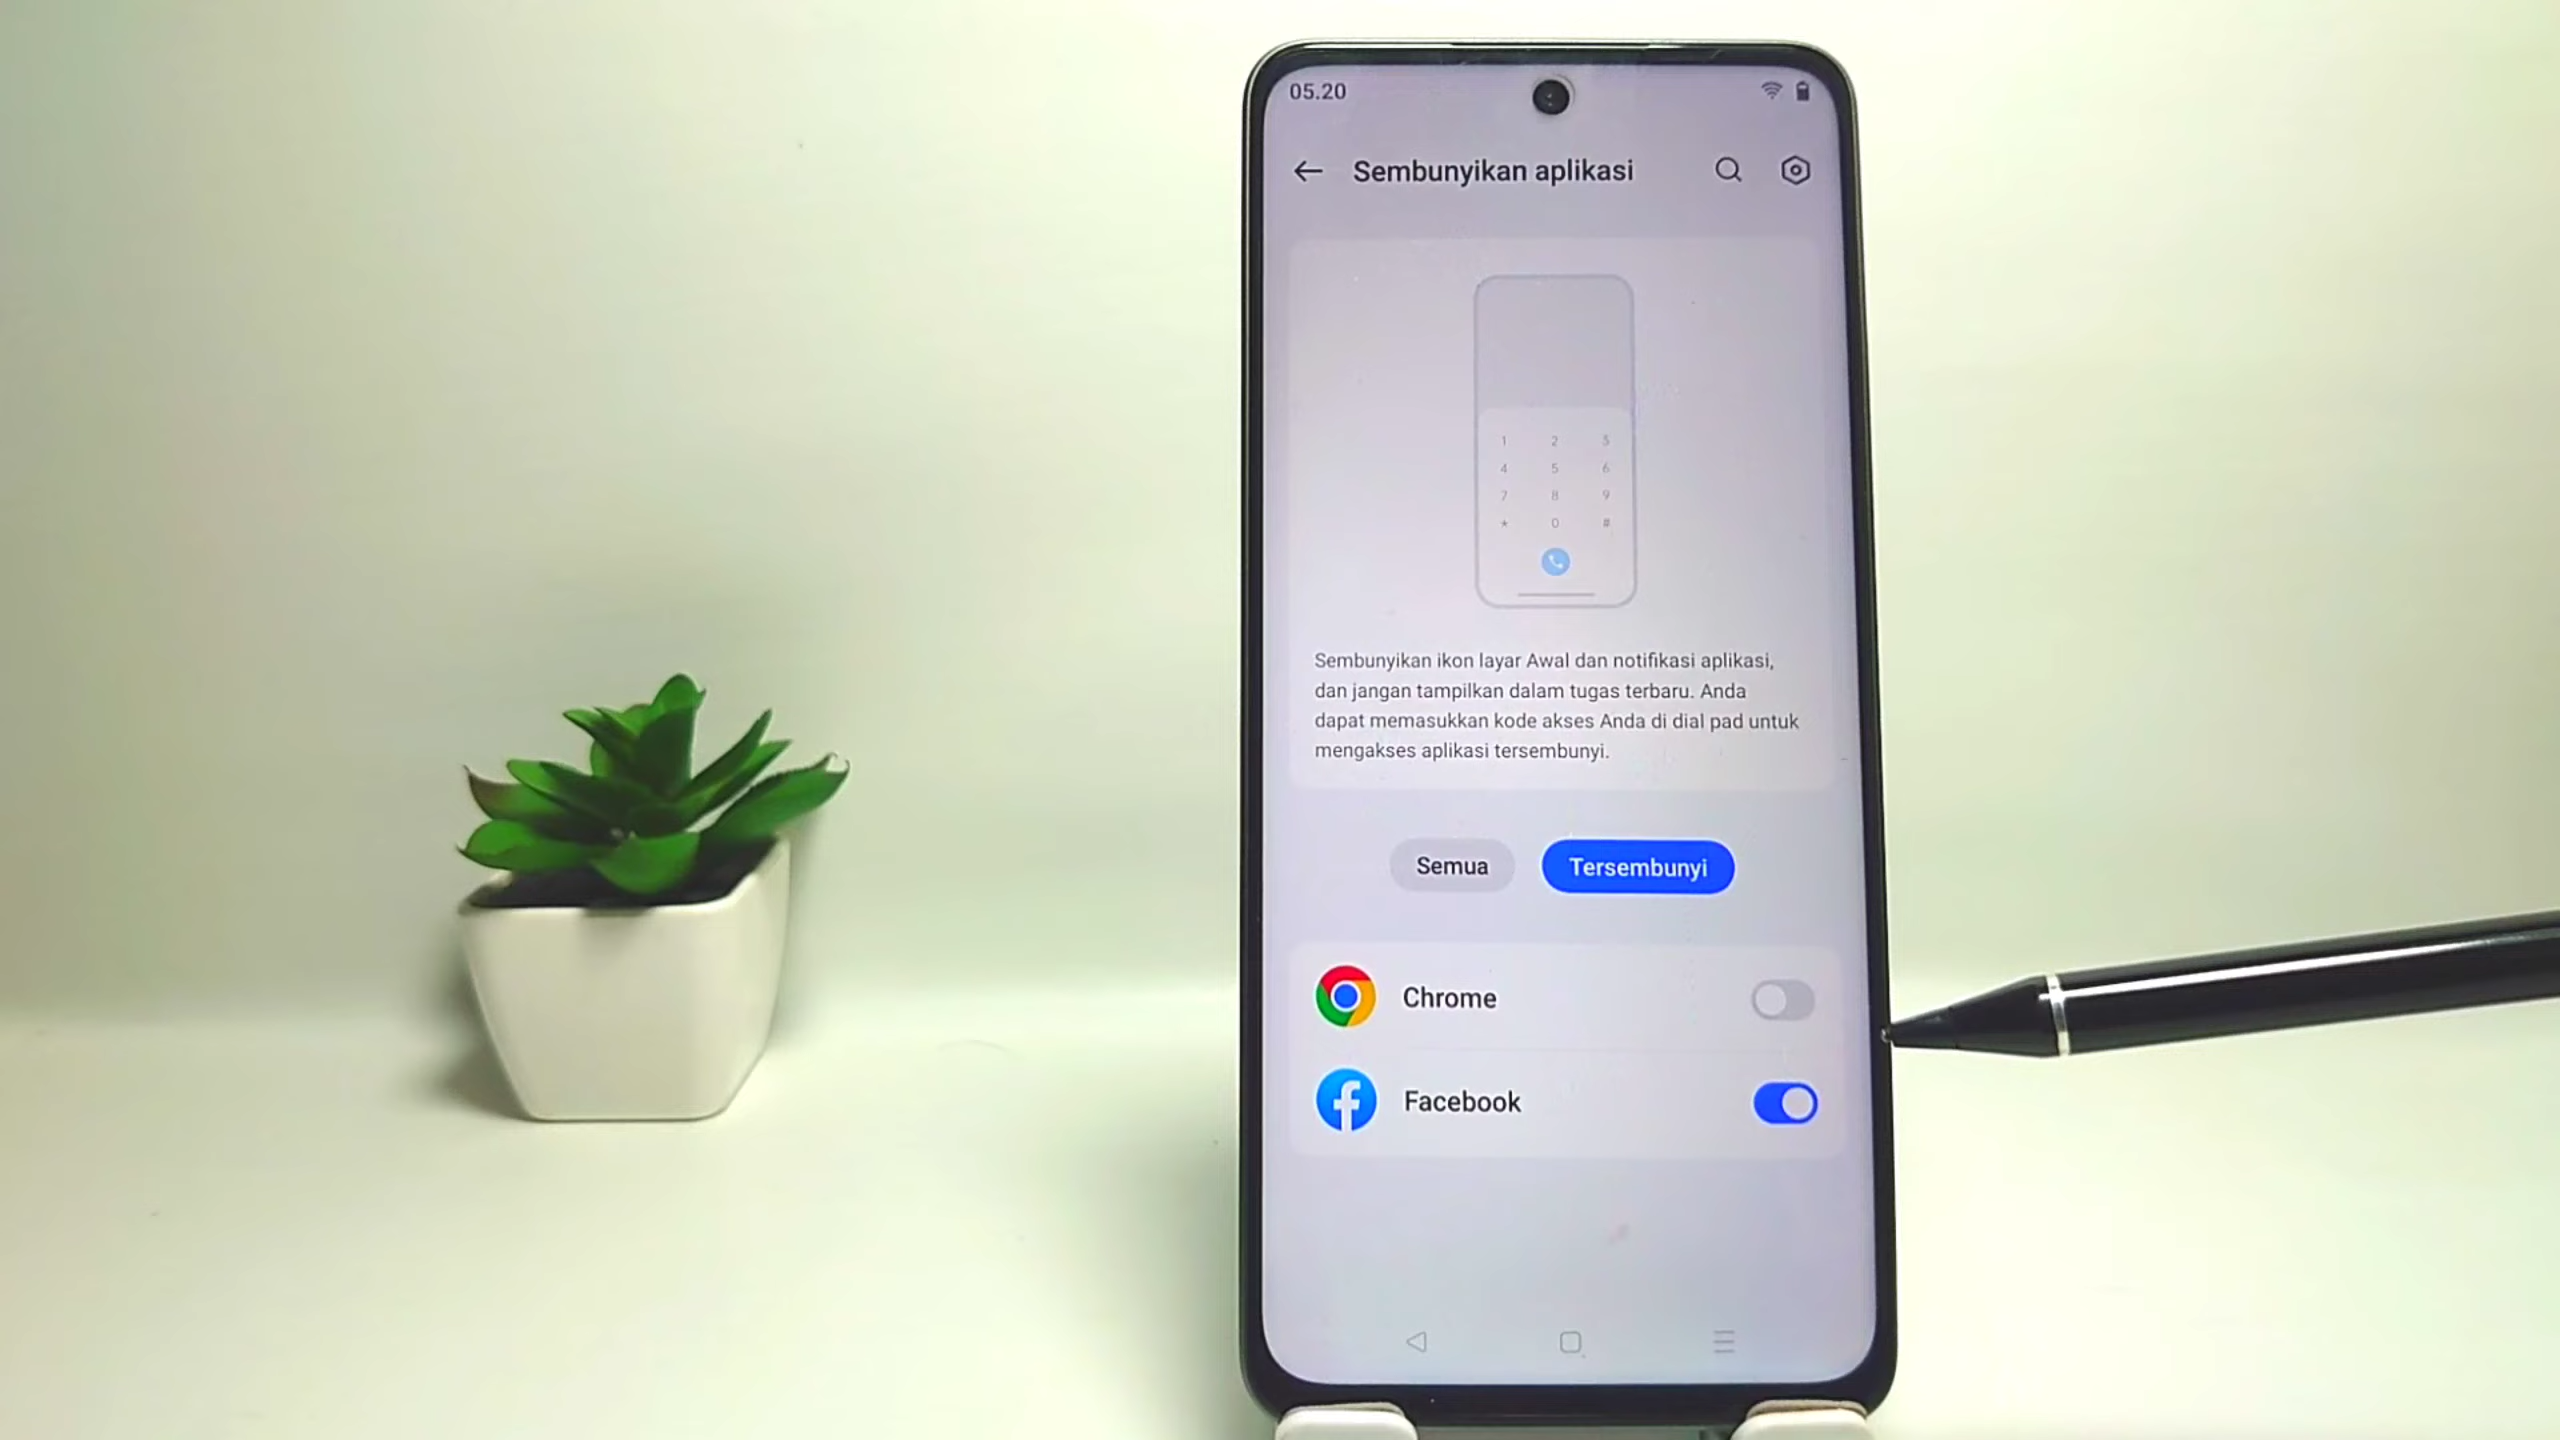 05.20
Sembunyikan aplikasi
1 2 3
4 5 6
7 8 9
* 0 #
Sembunyikan ikon layar Awal dan notifikasi aplikasi,
dan jangan tampilkan dalam tugas terbaru. Anda
dapat memasukkan kode akses Anda di dial pad untuk
mengakses aplikasi tersembunyi.
Semua Tersembunyi
Chrome
Facebook